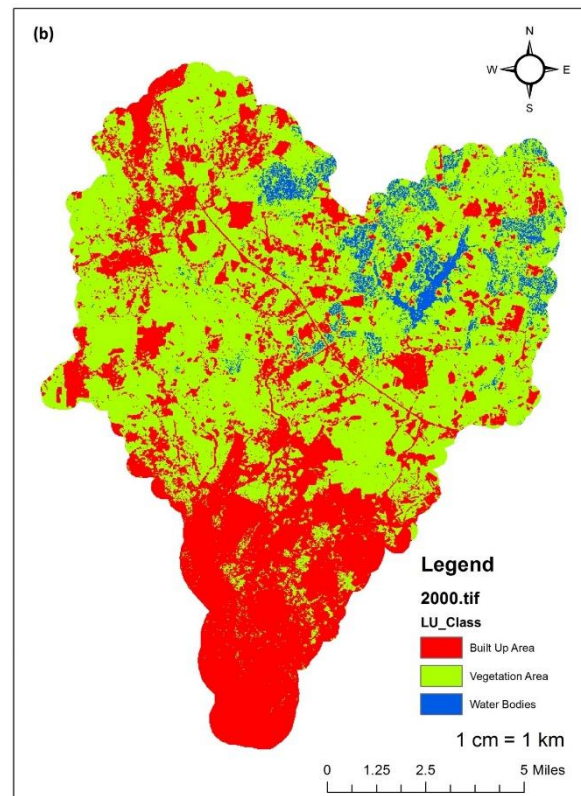 (b)
N
W E
S
Legend
2000.tif
LU_Class
Built Up Area
Vegetation Area
Water Bodies
1 cm = 1 km
0 1.25 2.5 5 Miles